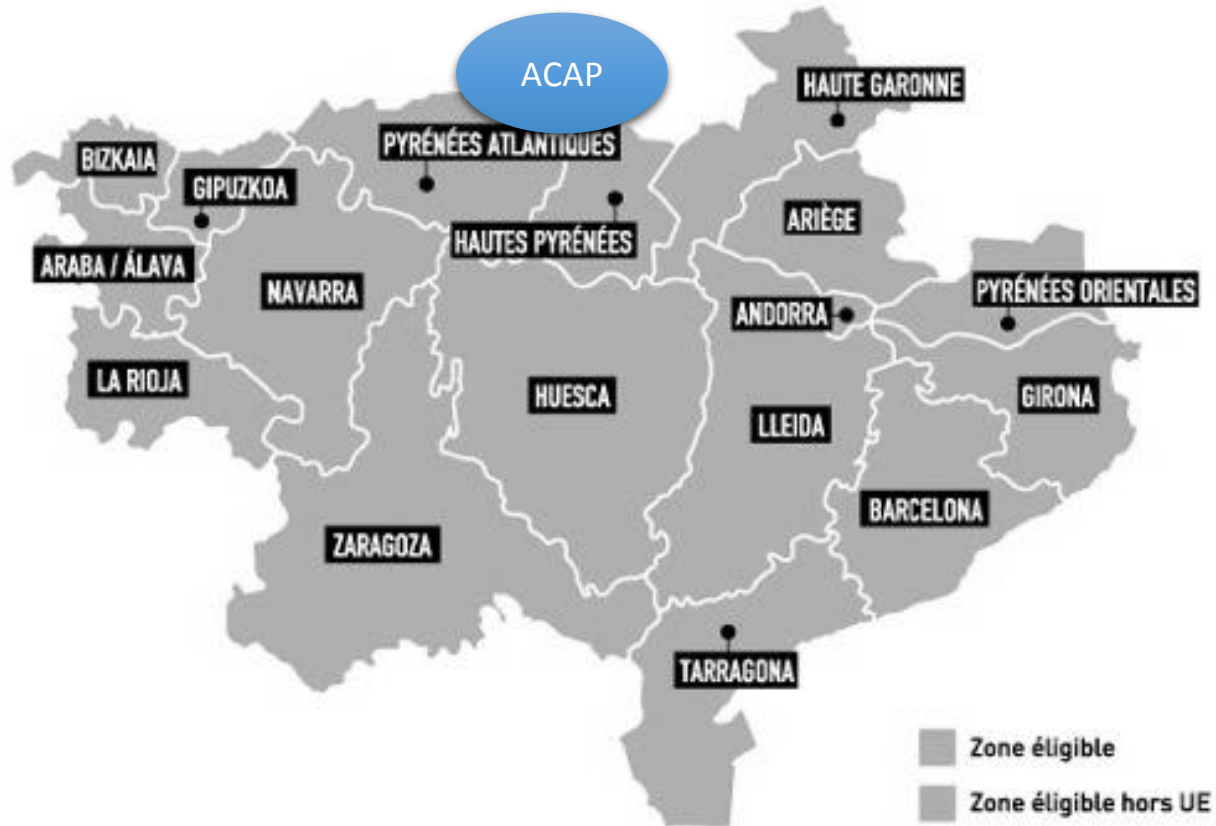 ACAP
HAUTE GARONNE
PYRÉNÉES ATLANTIQUES
BIZKAIA
GIPUZKOA
ARIÈGE
HAUTES PYRÉNÉES
ARABA / ÁLAVA
NAVARRA
PYRÉNÉES ORIENTALES
ANDORRA
LA RIOJA
HUESCA
GIRONA
LLEIDA
BARCELONA
ZARAGOZA
TARRAGONA
Zone éligible
Zone éligible hors UE